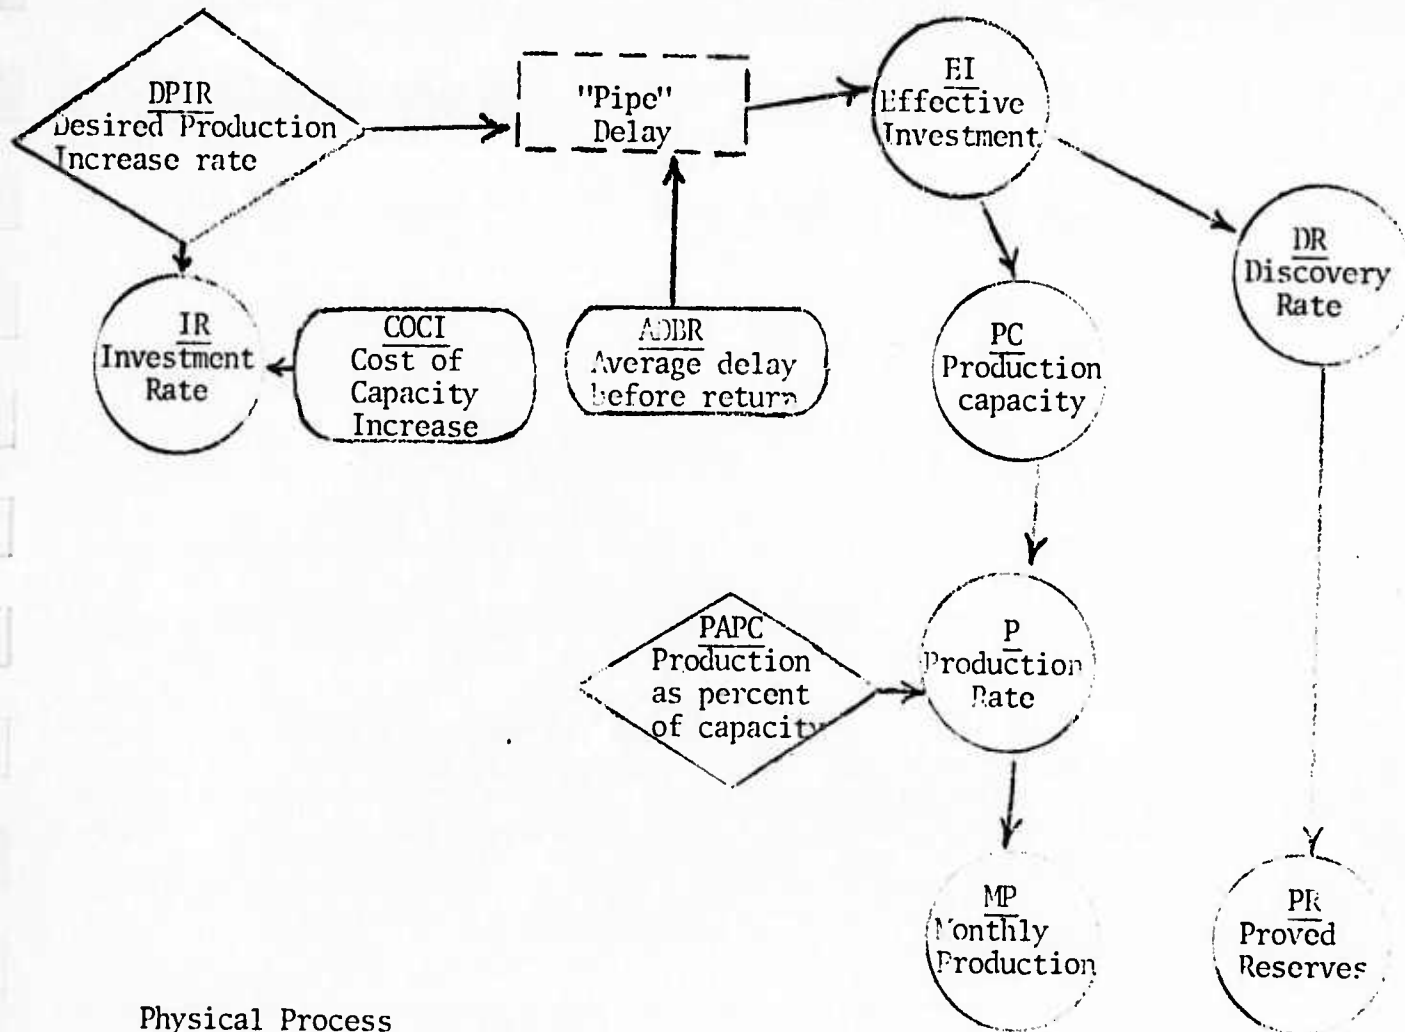 DPIR
Desired Production
Increase rate
"Pipe"
Delay
EI
Effective
Investment
DR
Discovery
Rate
IR
Investment
Rate
COCI
Cost of
Capacity
Increase
ADBR
Average delay
before return
PC
Production
capacity
PAPC
Production
as percent
of capacity
P
Production
Rate
MP
Monthly
Production
PR
Proved
Reserves
Physical Process